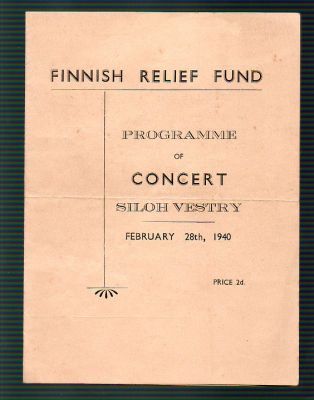 FINNISH RELIEF FUND
PROGRAMME
OF
CONCERT
SILOH VESTRY
FEBRUARY 28th, 1940
PRICE 2d.